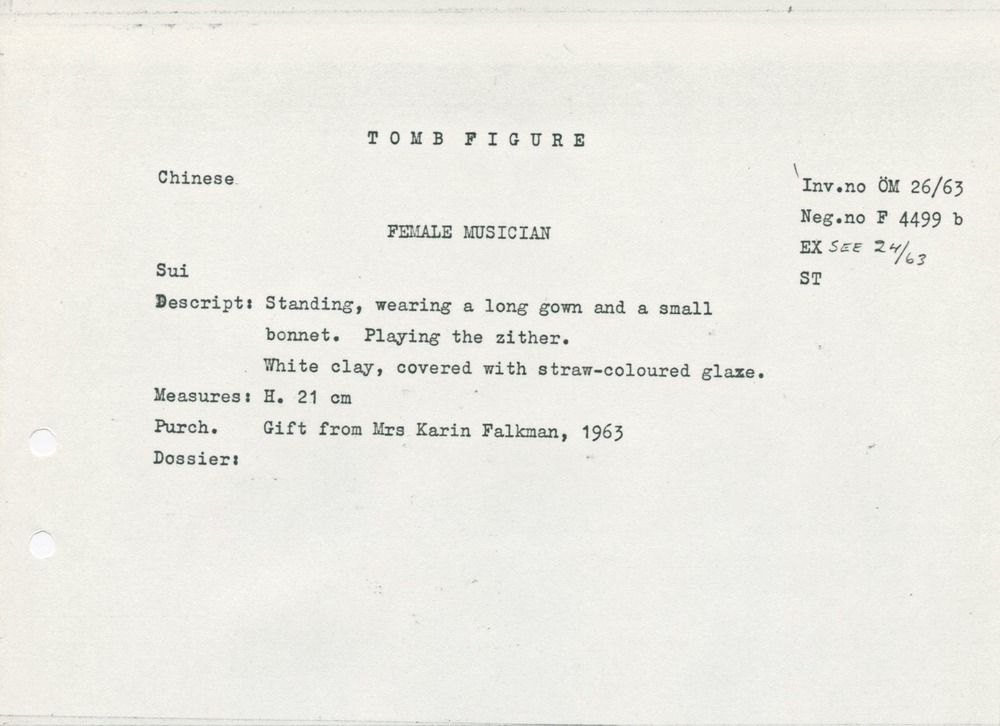 TOMB FIGURE
Chinese
Inv.no ÖM 26/63
Neg.no F 4499 b
FEMALE MUSICIAN
EX SEE 24/63
Sui
ST
Descript: Standing, wearing a long gown and a small
bonnet. Playing the zither.
White clay, covered with straw-coloured glaze.
Measures: H. 21 cm
Purch. Gift from Mrs Karin Falkman, 1963
Dossier: